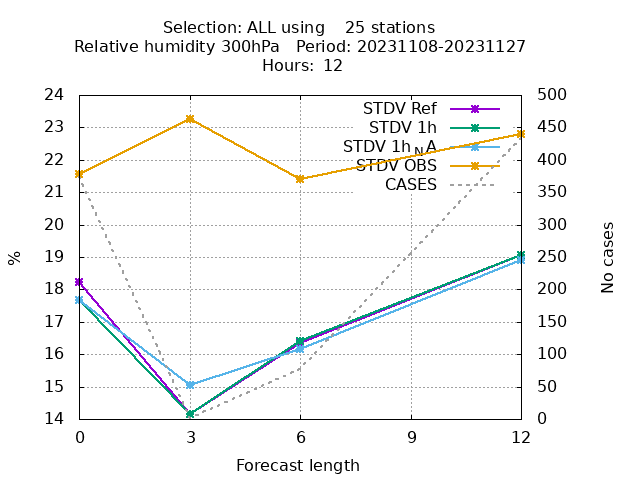 Selection: ALL using    25 stations
Relative humidity 300hPa   Period: 20231108-20231127
Hours:  12
24 500
STDV Ref
23 450
STDV 1h
STDV 1h_NA
22 400
STDV OBS
CASES
21 350
20 300
19 250
%
No cases
18 200
17 150
16 100
15 50
14 0
0 3 6 9 12
Forecast length